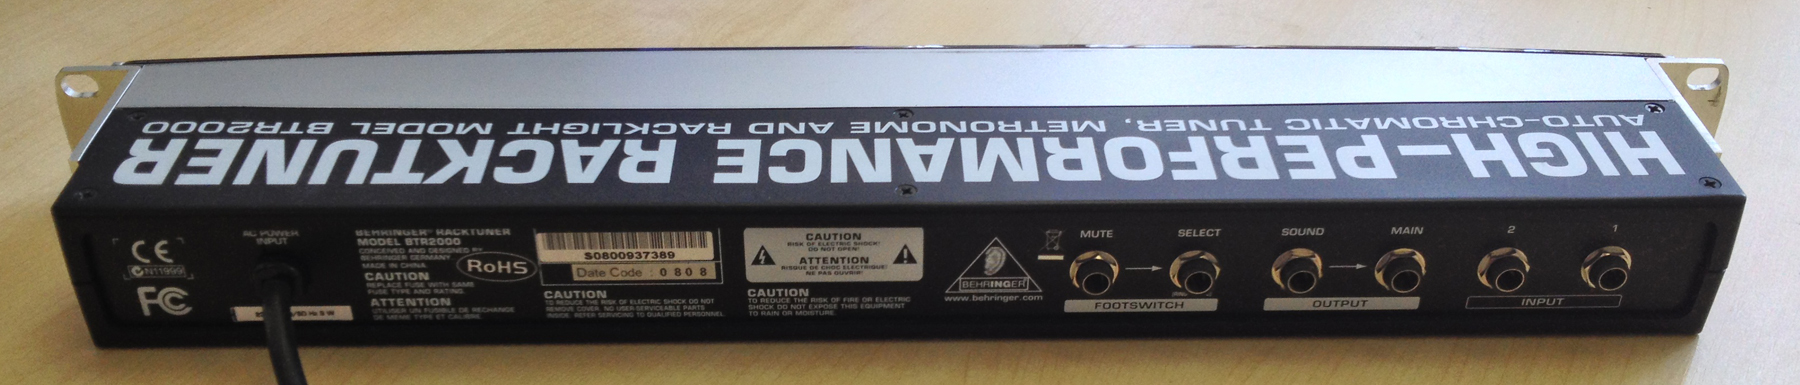 HIGH-PERFORMANCE RACKTUNER
AUTO-CHROMATIC TUNER, METRONOME AND RACKLIGHT MODEL BTR2000
CE
N11999
FC
AC POWER
INPUT
/60 Hz 9 W
BEHRINGER® RACKTUNER
MODEL BTR2000
CONCEIVED AND DESIGNED BY
BEHRINGER GERMANY
MADE IN CHINA
RoHS
CAUTION
REPLACE FUSE WITH SAME
FUSE TYPE AND RATING.
ATTENTION
UTILISER UN FUSIBLE DE RECHANGE
DE MEME TYPE ET CALIBRE.
S0800937389
Date Code : 0808
CAUTION
TO REDUCE THE RISK OF ELECTRIC SHOCK DO NOT
REMOVE COVER. NO USER-SERVICEABLE PARTS
INSIDE. REFER SERVICING TO QUALIFIED PERSONNEL
CAUTION
RISK OF ELECTRIC SHOCK!
DO NOT OPEN!
ATTENTION
RISQUE DE CHOC ELECTRIQUE!
NE PAS OUVRIR!
CAUTION
TO REDUCE THE RISK OF FIRE OR ELECTRIC
SHOCK DO NOT EXPOSE THIS EQUIPMENT
TO RAIN OR MOISTURE.
BEHRINGER
www.behringer.com
MUTE
SELECT
FOOTSWITCH
SOUND
MAIN
OUTPUT
2
1
INPUT